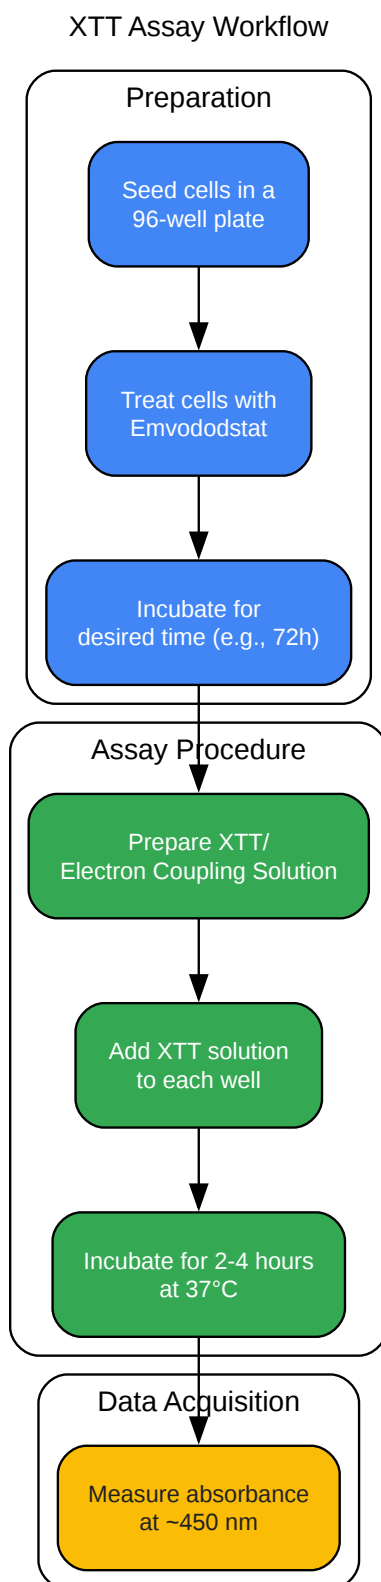 XTT Assay Workflow
Preparation
Seed cells in a
96-well plate
Treat cells with
Emvododstat
Incubate for
desired time (e.g., 72h)
Assay Procedure
Prepare XTT/
Electron Coupling Solution
Add XTT solution
to each well
Incubate for 2-4 hours
at 37°C
Data Acquisition
Measure absorbance
at ~450 nm